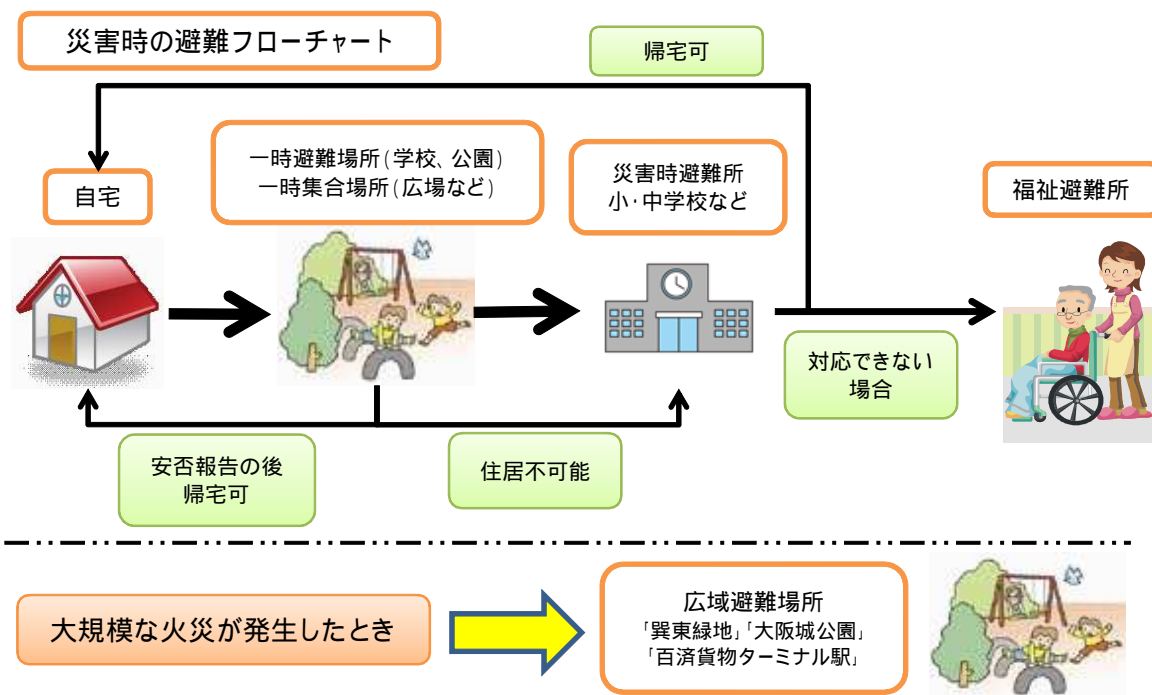 災害時の避難フローチャート
帰宅可
一時避難場所(学校、公園)
一時集合場所(広場など)
災害時避難所
小・中学校など
自宅
福祉避難所
対応できない
場合
安否報告の後
帰宅可
住居不可能
大規模な火災が発生したとき
広域避難場所
「巽東緑地」「大阪城公園」
「百済貨物ターミナル駅」